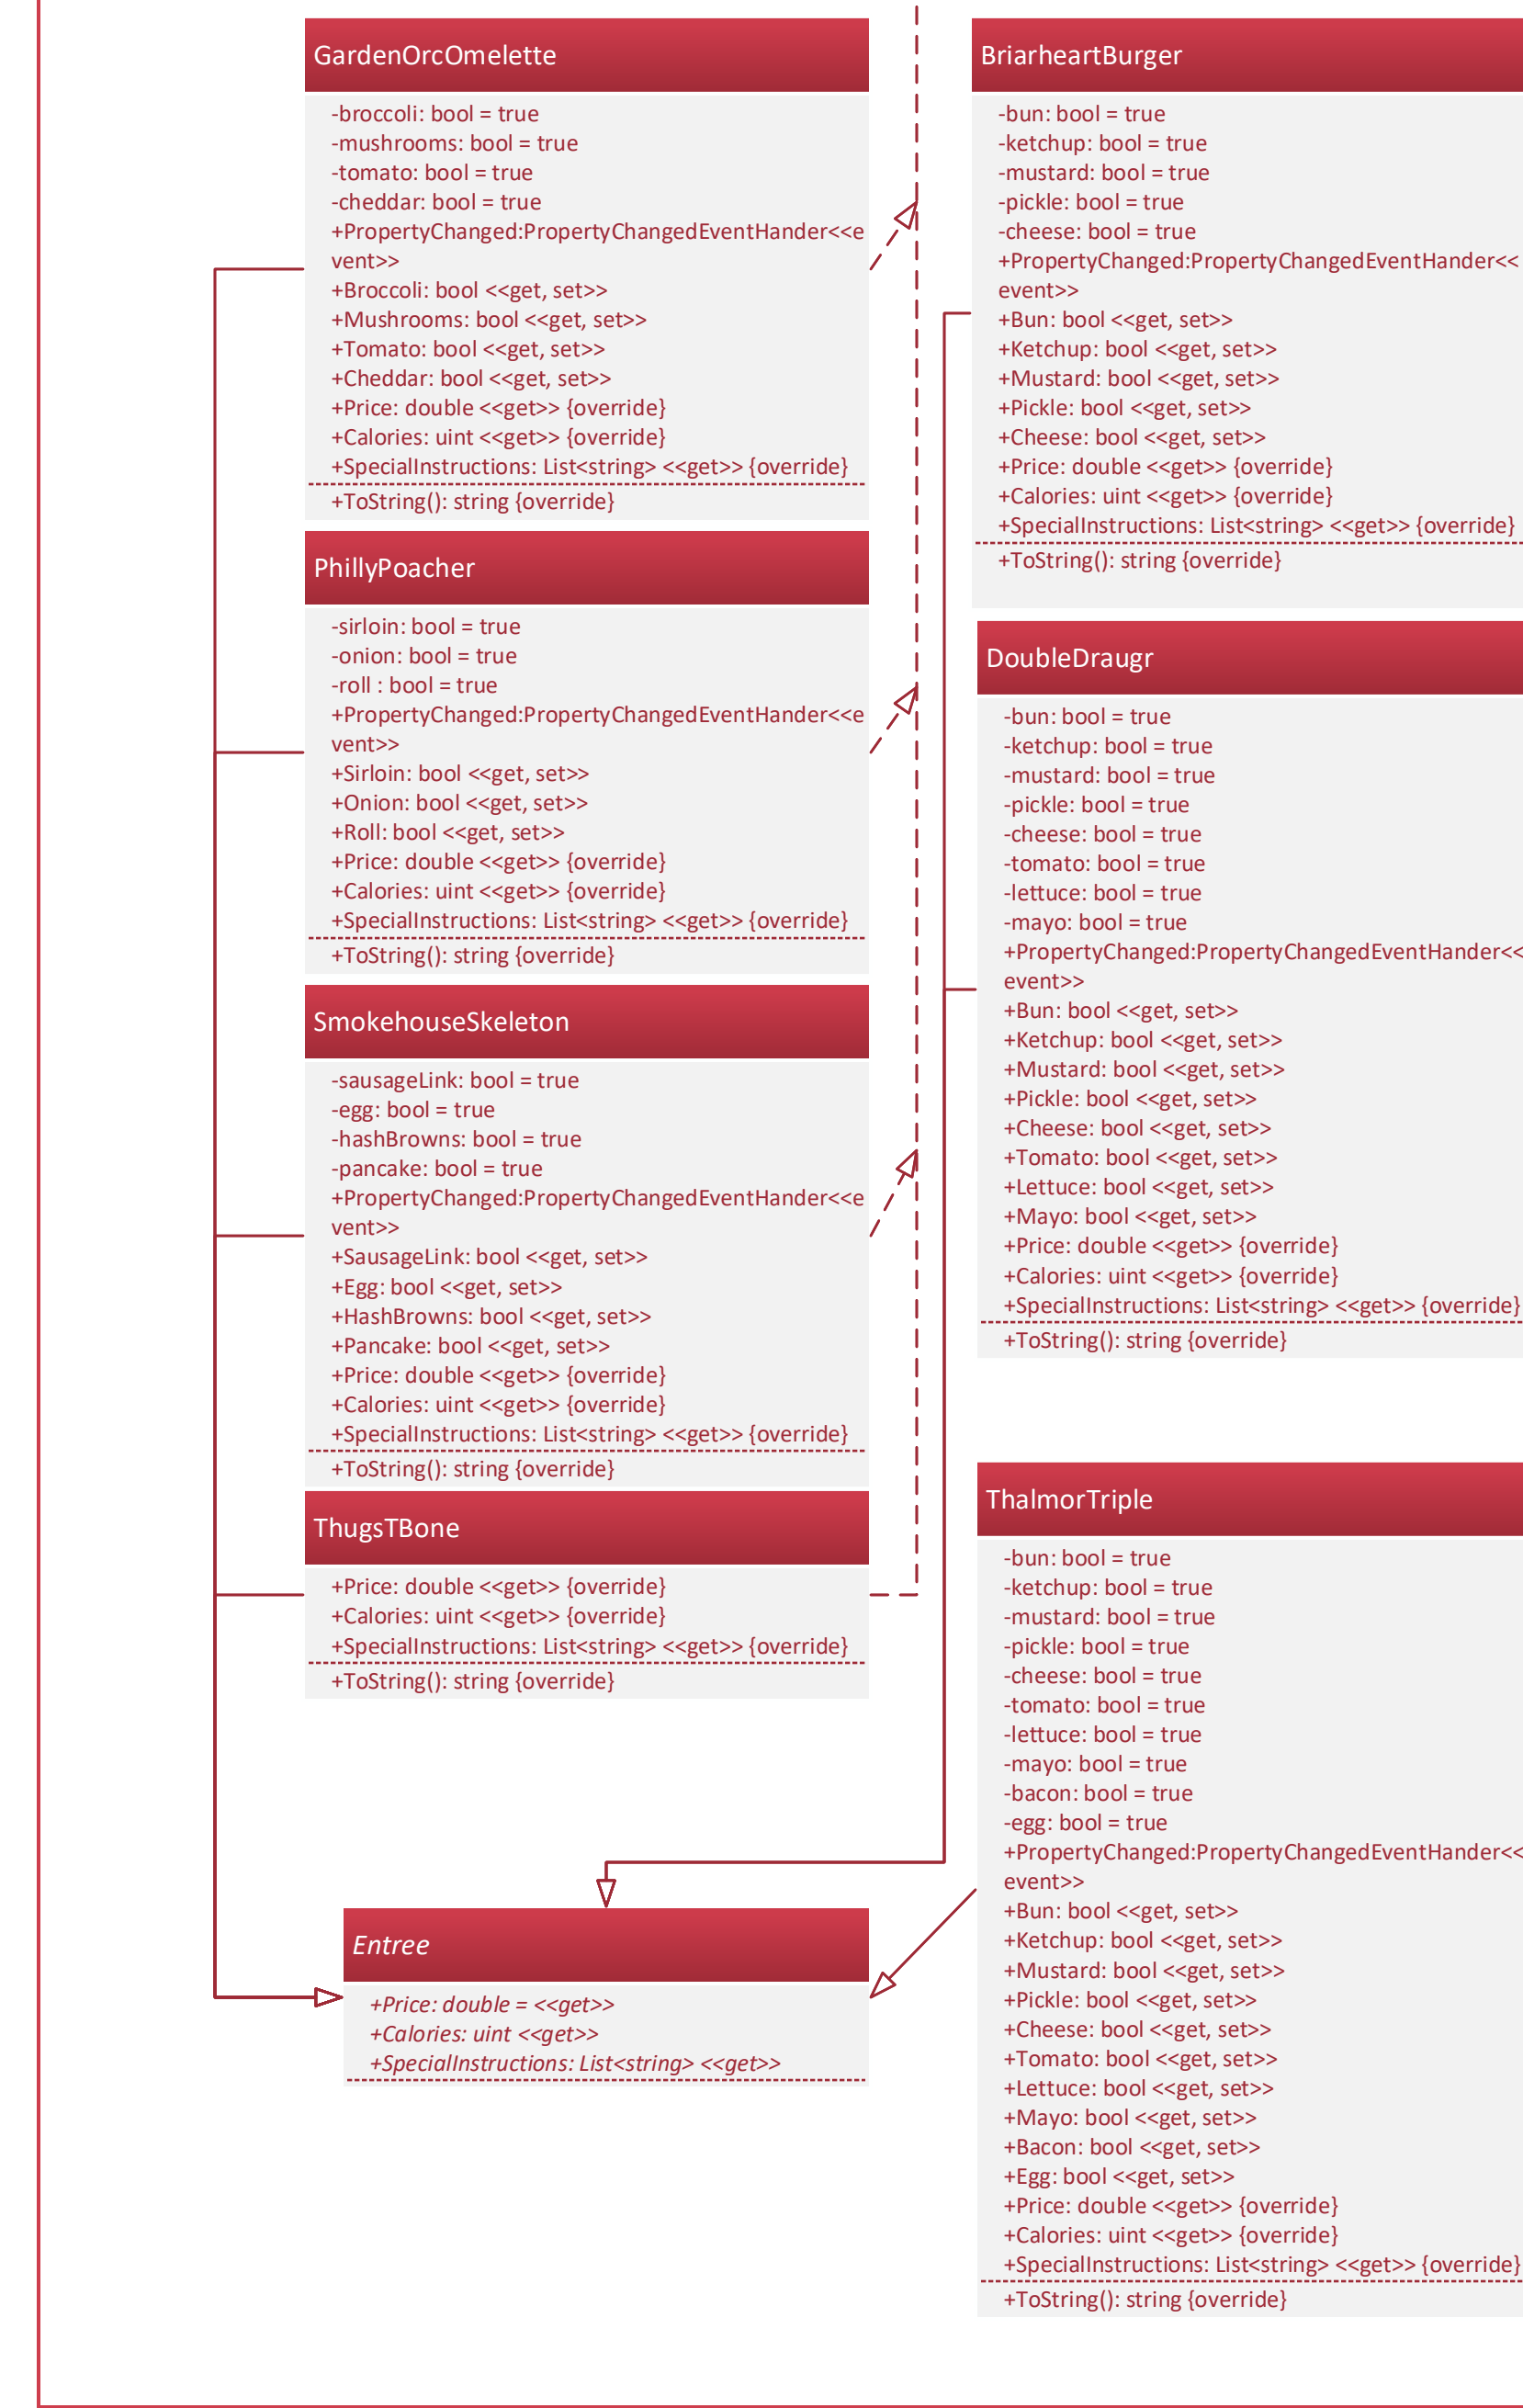 GardenOrcOmelette
-broccoli: bool = true
-mushrooms: bool = true
-tomato: bool = true
-cheddar: bool = true
+PropertyChanged:PropertyChangedEventHander<<e
vent>>
+Broccoli: bool <<get, set>>
+Mushrooms: bool <<get, set>>
+Tomato: bool <<get, set>>
+Cheddar: bool <<get, set>>
+Price: double <<get>> {override}
+Calories: uint <<get>> {override}
+SpecialInstructions: List<string> <<get>> {override}
+ToString(): string {override}
PhillyPoacher
-sirloin: bool = true
-onion: bool = true
-roll : bool = true
+PropertyChanged:PropertyChangedEventHander<<e
vent>>
+Sirloin: bool <<get, set>>
+Onion: bool <<get, set>>
+Roll: bool <<get, set>>
+Price: double <<get>> {override}
+Calories: uint <<get>> {override}
+SpecialInstructions: List<string> <<get>> {override}
+ToString(): string {override}
SmokehouseSkeleton
-sausageLink: bool = true
-egg: bool = true
-hashBrowns: bool = true
-pancake: bool = true
+PropertyChanged:PropertyChangedEventHander<<e
vent>>
+SausageLink: bool <<get, set>>
+Egg: bool <<get, set>>
+HashBrowns: bool <<get, set>>
+Pancake: bool <<get, set>>
+Price: double <<get>> {override}
+Calories: uint <<get>> {override}
+SpecialInstructions: List<string> <<get>> {override}
+ToString(): string {override}
ThugsTBone
+Price: double <<get>> {override}
+Calories: uint <<get>> {override}
+SpecialInstructions: List<string> <<get>> {override}
+ToString(): string {override}
Entree
+Price: double = <<get>>
+Calories: uint <<get>>
+SpecialInstructions: List<string> <<get>>
BriarheartBurger
-bun: bool = true
-ketchup: bool = true
-mustard: bool = true
-pickle: bool = true
-cheese: bool = true
+PropertyChanged:PropertyChangedEventHander<<
event>>
+Bun: bool <<get, set>>
+Ketchup: bool <<get, set>>
+Mustard: bool <<get, set>>
+Pickle: bool <<get, set>>
+Cheese: bool <<get, set>>
+Price: double <<get>> {override}
+Calories: uint <<get>> {override}
+SpecialInstructions: List<string> <<get>> {override}
+ToString(): string {override}
DoubleDraugr
-bun: bool = true
-ketchup: bool = true
-mustard: bool = true
-pickle: bool = true
-cheese: bool = true
-tomato: bool = true
-lettuce: bool = true
-mayo: bool = true
+PropertyChanged:PropertyChangedEventHander<<
event>>
+Bun: bool <<get, set>>
+Ketchup: bool <<get, set>>
+Mustard: bool <<get, set>>
+Pickle: bool <<get, set>>
+Cheese: bool <<get, set>>
+Tomato: bool <<get, set>>
+Lettuce: bool <<get, set>>
+Mayo: bool <<get, set>>
+Price: double <<get>> {override}
+Calories: uint <<get>> {override}
+SpecialInstructions: List<string> <<get>> {override}
+ToString(): string {override}
ThalmorTriple
-bun: bool = true
-ketchup: bool = true
-mustard: bool = true
-pickle: bool = true
-cheese: bool = true
-tomato: bool = true
-lettuce: bool = true
-mayo: bool = true
-bacon: bool = true
-egg: bool = true
+PropertyChanged:PropertyChangedEventHander<<
event>>
+Bun: bool <<get, set>>
+Ketchup: bool <<get, set>>
+Mustard: bool <<get, set>>
+Pickle: bool <<get, set>>
+Cheese: bool <<get, set>>
+Tomato: bool <<get, set>>
+Lettuce: bool <<get, set>>
+Mayo: bool <<get, set>>
+Bacon: bool <<get, set>>
+Egg: bool <<get, set>>
+Price: double <<get>> {override}
+Calories: uint <<get>> {override}
+SpecialInstructions: List<string> <<get>> {override}
+ToString(): string {override}